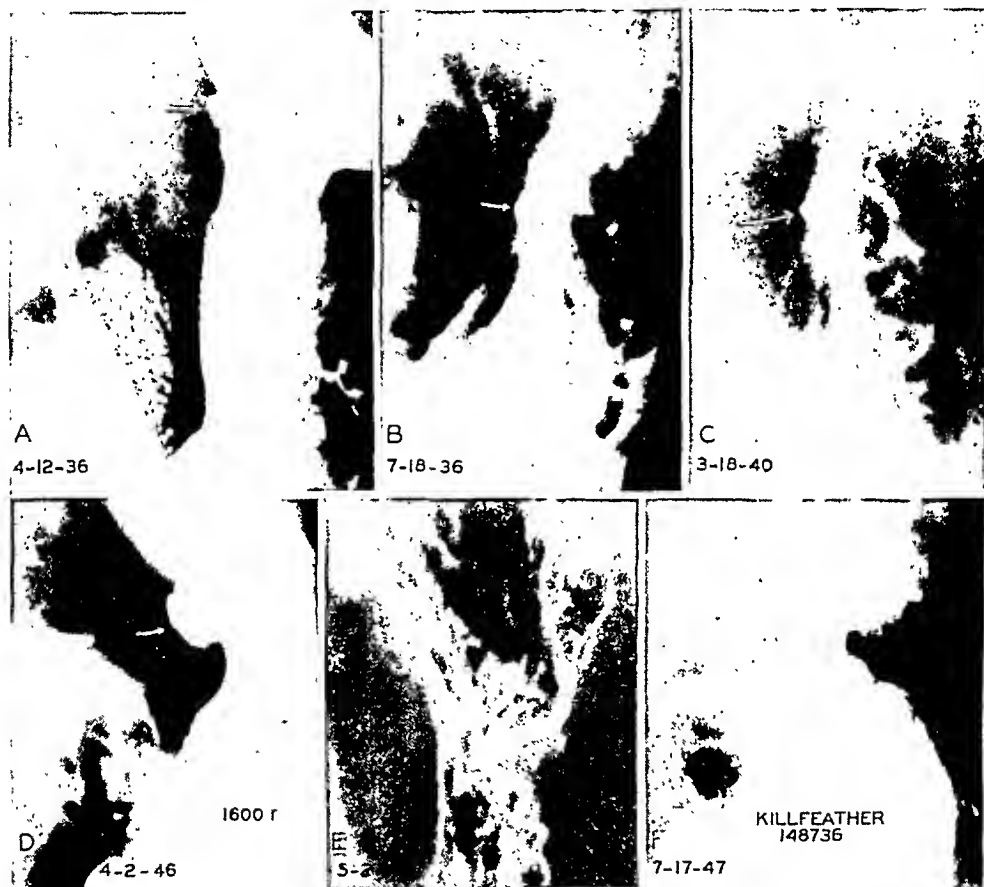 A
4-12-36
B
7-18-36
C
3-18-40
D
4-2-46
1600 r
E
F
7-17-47
KILLFEATHER
148736